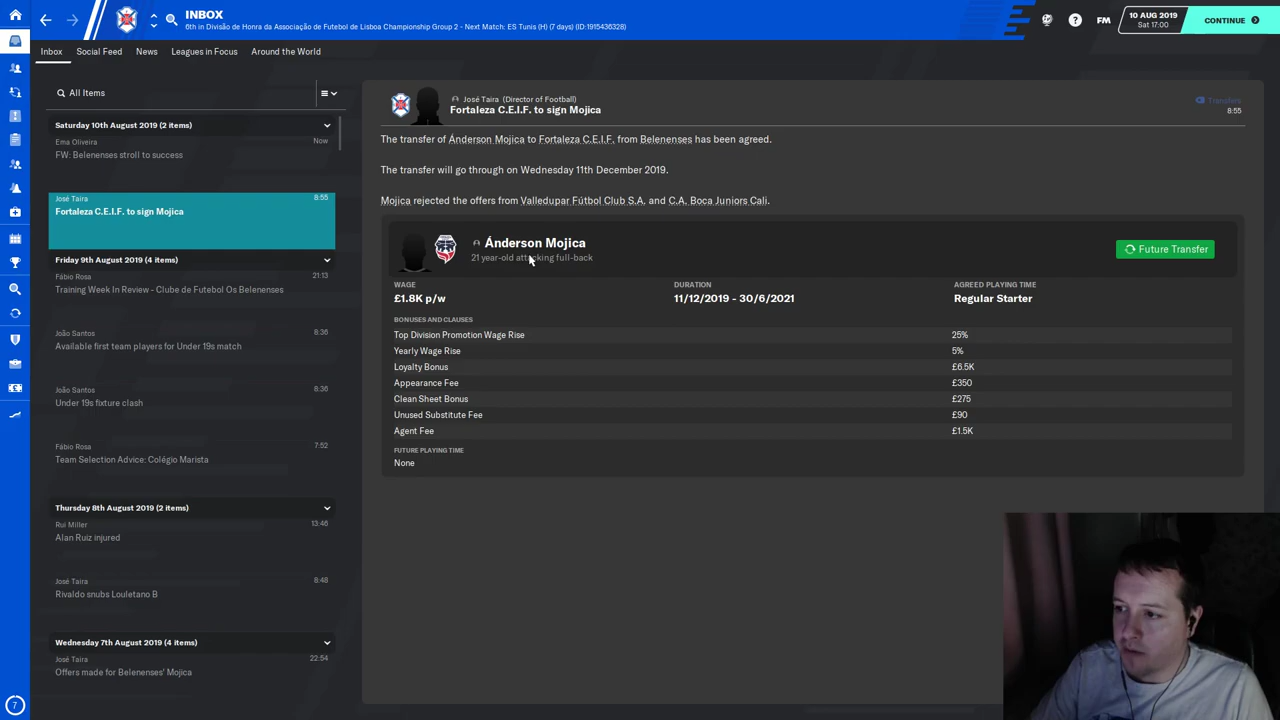 INBOX
6th in Divisão de Honra da Associação de Futebol de Lisboa Championship Group 2 - Next Match: ES Tunis (H) (7 days) (ID:1915436328)
FM
10 AUG 2019
Sat 17:00
CONTINUE
Inbox
Social Feed
News
Leagues in Focus
Around the World
All Items
Saturday 10th August 2019 (2 items)
Ema Oliveira
Now
FW: Belenenses stroll to success
José Taira
8:55
Fortaleza C.E.I.F. to sign Mojica
Friday 9th August 2019 (4 items)
Fábio Rosa
21:13
Training Week In Review - Clube de Futebol Os Belenenses
João Santos
8:36
Available first team players for Under 19s match
João Santos
8:36
Under 19s fixture clash
Fábio Rosa
7:52
Team Selection Advice: Colégio Marista
Thursday 8th August 2019 (2 items)
Rui Miller
13:46
Alan Ruiz injured
José Taira
8:48
Rivaldo snubs Louletano B
Wednesday 7th August 2019 (4 items)
José Taira
22:54
Offers made for Belenenses' Mojica
7
José Taira (Director of Football)
Fortaleza C.E.I.F. to sign Mojica
Transfers
8:55
The transfer of Ánderson Mojica to Fortaleza C.E.I.F. from Belenenses has been agreed.
The transfer will go through on Wednesday 11th December 2019.
Mojica rejected the offers from Valledupar Fútbol Club S.A. and C.A. Boca Juniors Cali.
Ánderson Mojica
21 year-old attacking full-back
Future Transfer
WAGE
£1.8K p/w
DURATION
11/12/2019 - 30/6/2021
AGREED PLAYING TIME
Regular Starter
BONUSES AND CLAUSES
Top Division Promotion Wage Rise 25%
Yearly Wage Rise 5%
Loyalty Bonus £6.5K
Appearance Fee £350
Clean Sheet Bonus £275
Unused Substitute Fee £90
Agent Fee £1.5K
FUTURE PLAYING TIME
None